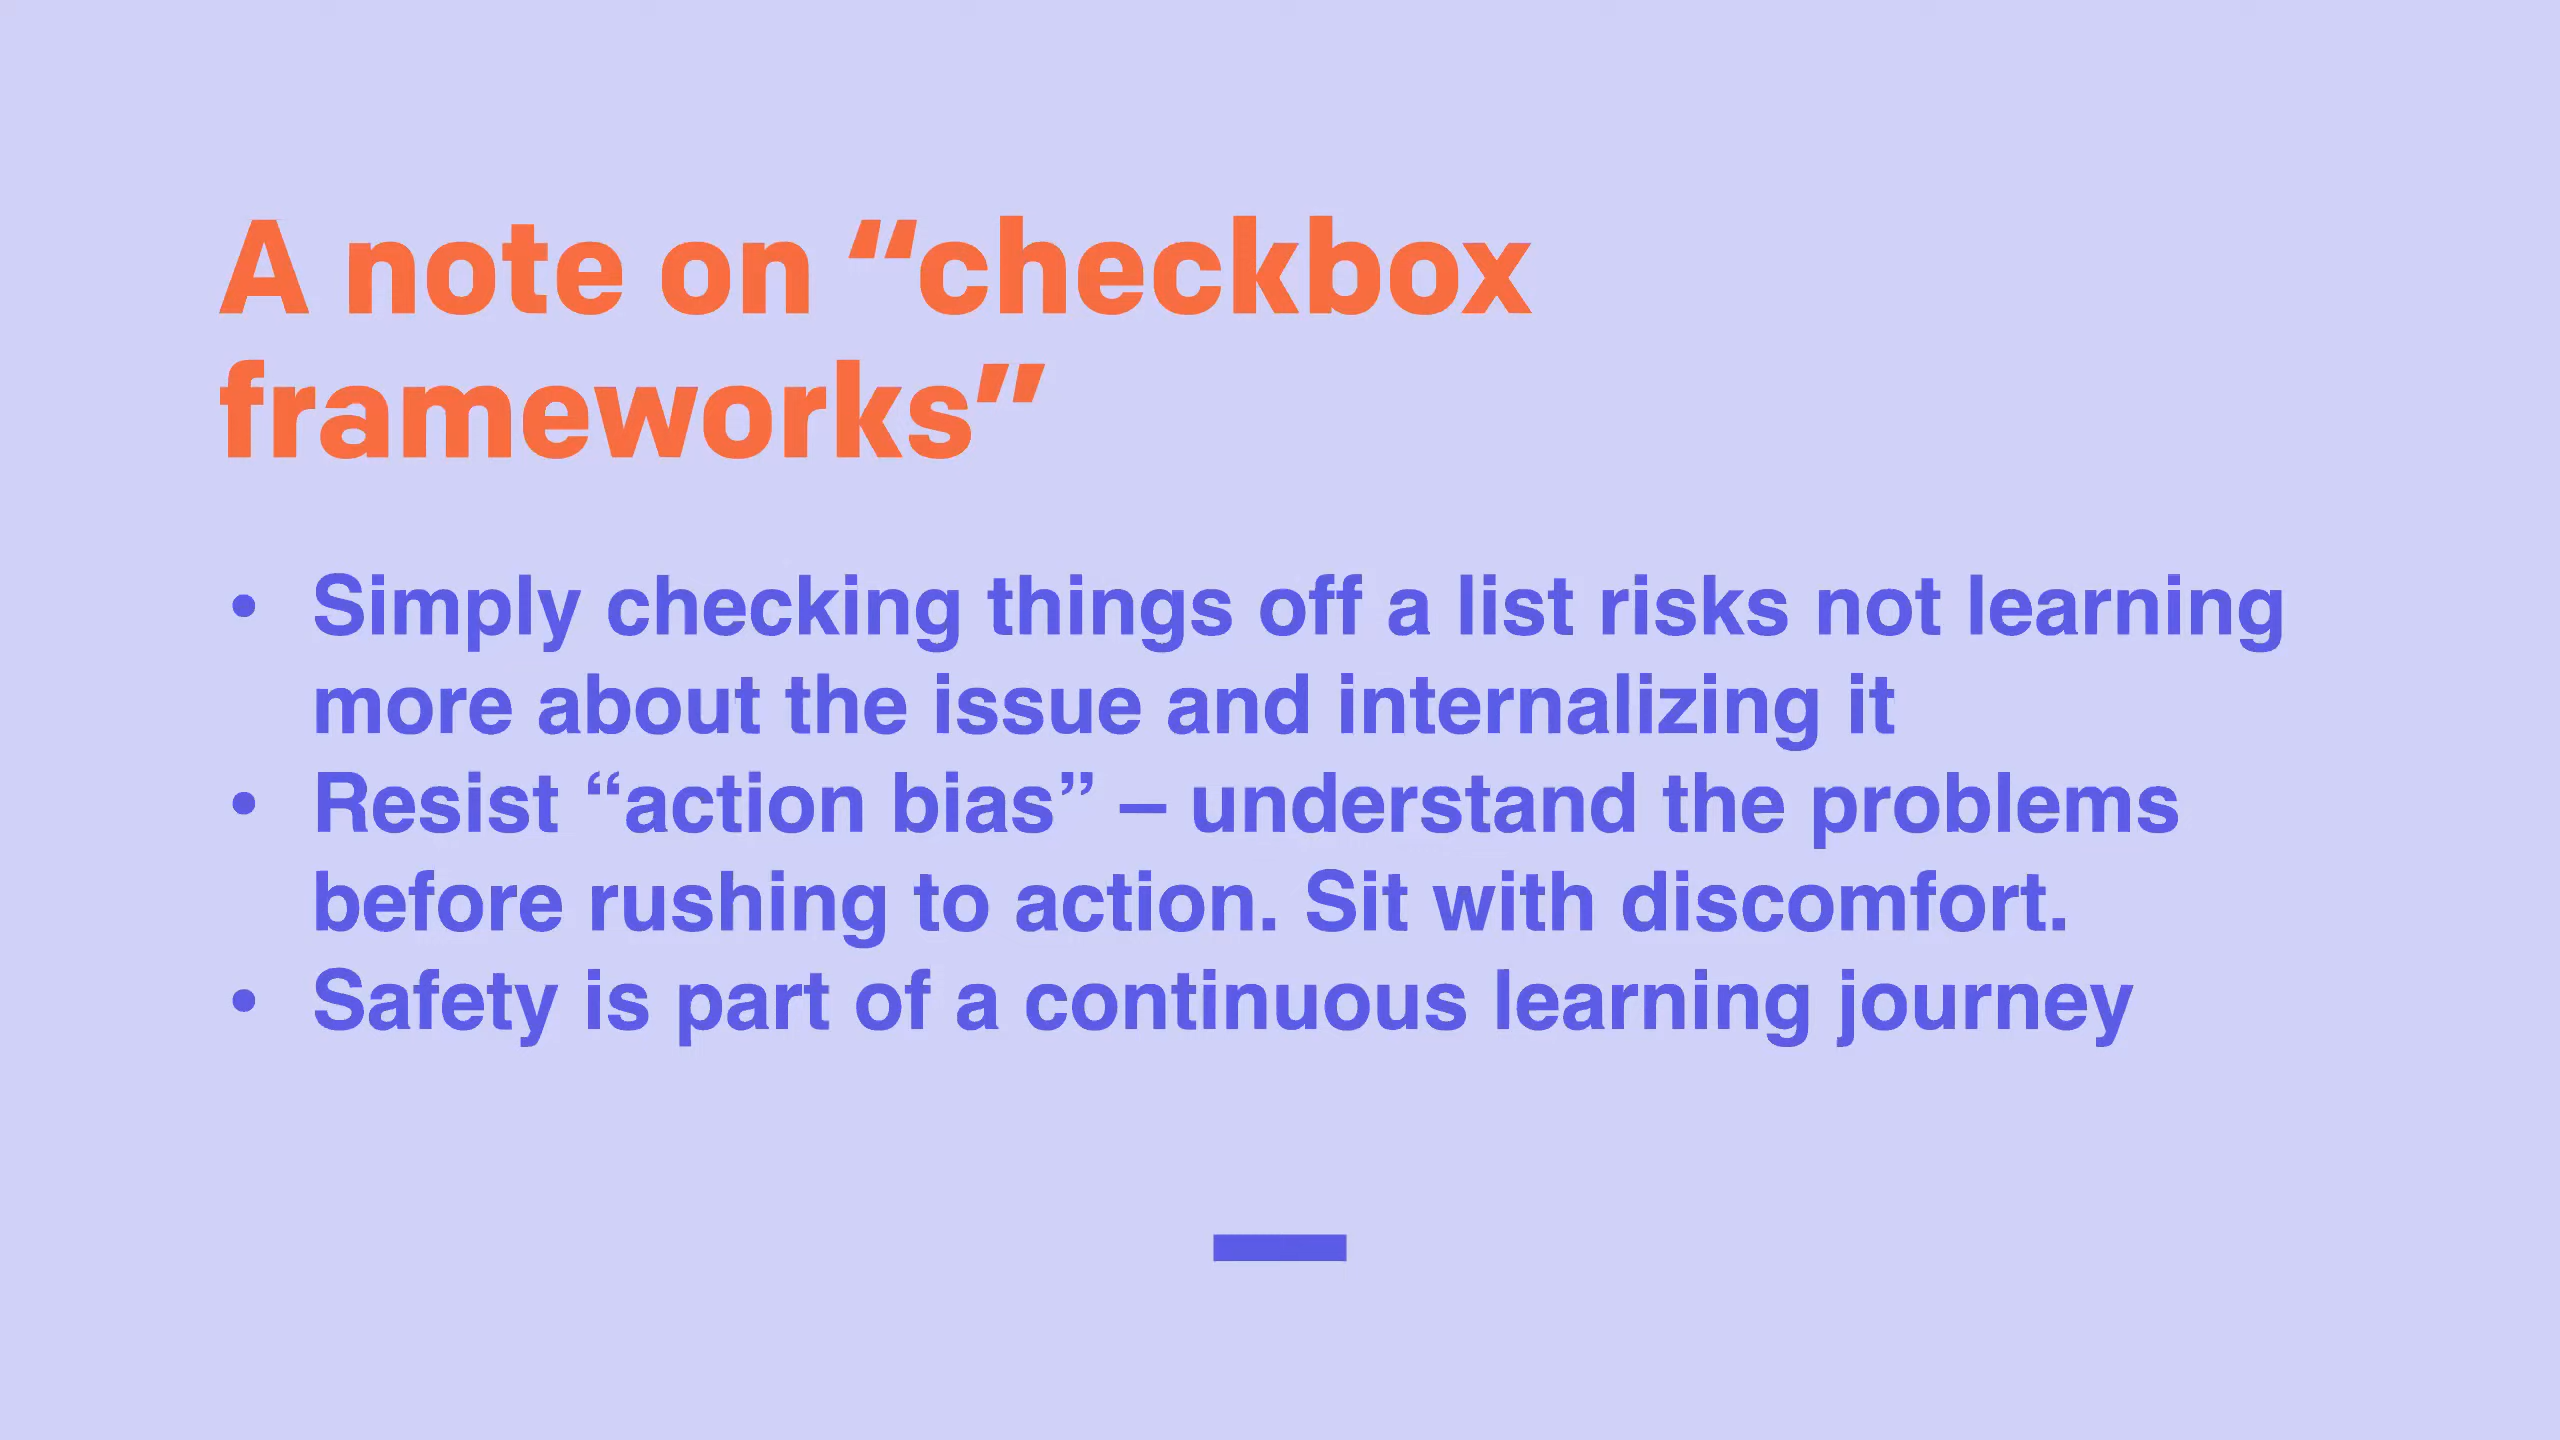 A note on “checkbox
frameworks”
• Simply checking things off a list risks not learning
more about the issue and internalizing it
• Resist “action bias” – understand the problems
before rushing to action. Sit with discomfort.
• Safety is part of a continuous learning journey